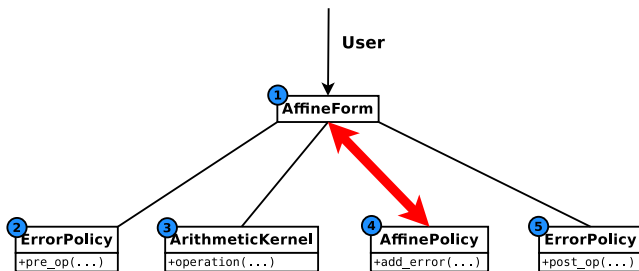 User
1
AffineForm
2
3
4
5
ErrorPolicy
ArithmeticKernel
AffinePolicy
ErrorPolicy
+pre_op(...)
+operation(...)
+add_error(...)
+post_op(...)